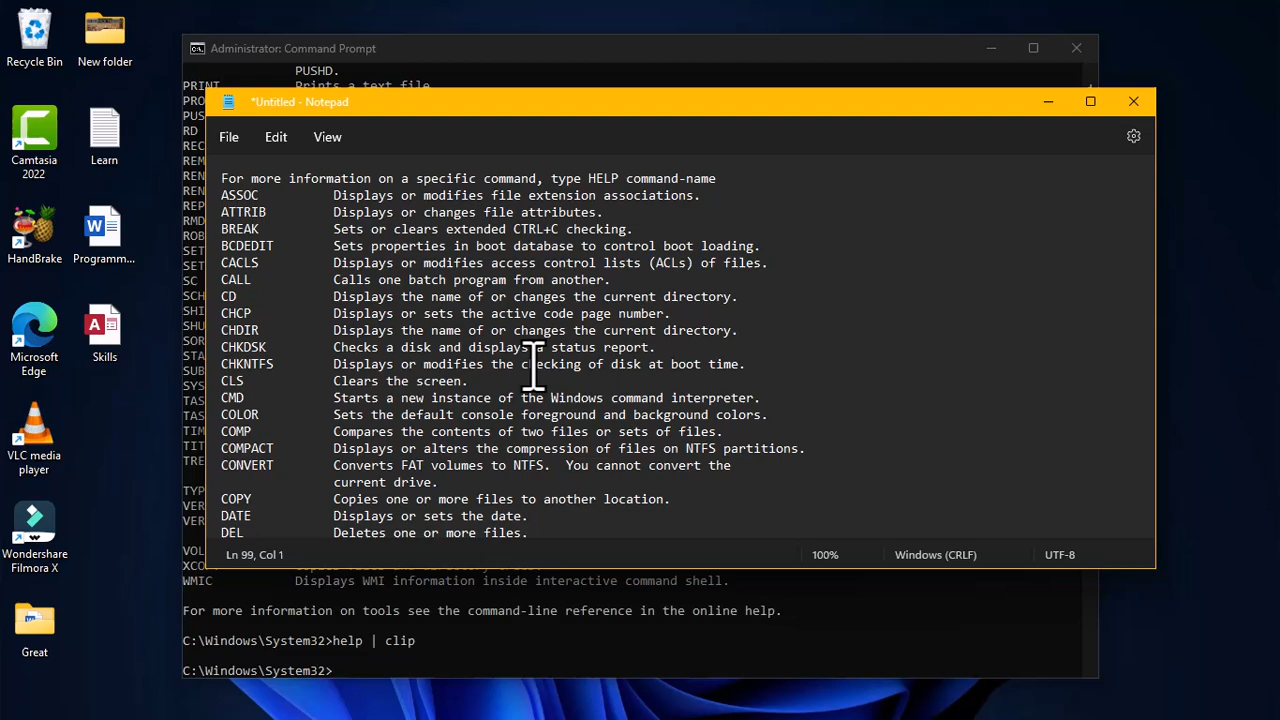 Recycle Bin
New folder
Camtasia
2022
Learn
HandBrake
Programm...
Microsoft
Edge
Skills
VLC media
player
Wondershare
Filmora X
Great
Administrator: Command Prompt
PUSHD.
PRINT Prints a text file.
PRO
PUS
RD
REC
REM
REN
REN
REP
RMD
ROB
SET
SET
SC
SCH
SHI
SHU
SOR
STA
SUB
SYS
TAS
TAS
TIM
TIT
TRE
TYP
VER
VER
VOL
XCO
*Untitled - Notepad
File Edit View
For more information on a specific command, type HELP command-name
ASSOC Displays or modifies file extension associations.
ATTRIB Displays or changes file attributes.
BREAK Sets or clears extended CTRL+C checking.
BCDEDIT Sets properties in boot database to control boot loading.
CACLS Displays or modifies access control lists (ACLs) of files.
CALL Calls one batch program from another.
CD Displays the name of or changes the current directory.
CHCP Displays or sets the active code page number.
CHDIR Displays the name of or changes the current directory.
CHKDSK Checks a disk and displays a status report.
CHKNTFS Displays or modifies the checking of disk at boot time.
CLS Clears the screen.
CMD Starts a new instance of the Windows command interpreter.
COLOR Sets the default console foreground and background colors.
COMP Compares the contents of two files or sets of files.
COMPACT Displays or alters the compression of files on NTFS partitions.
CONVERT Converts FAT volumes to NTFS. You cannot convert the
current drive.
COPY Copies one or more files to another location.
DATE Displays or sets the date.
DEL Deletes one or more files.
Ln 99, Col 1 100% Windows (CRLF) UTF-8
WMIC Displays WMI information inside interactive command shell.
For more information on tools see the command-line reference in the online help.
C:\Windows\System32>help | clip
C:\Windows\System32>